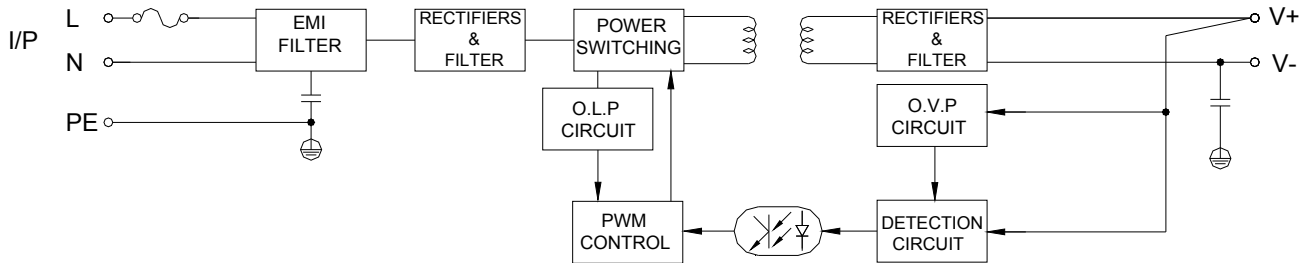 I/P
L
N
PE
EMI
FILTER
RECTIFIERS
&
FILTER
POWER
SWITCHING
RECTIFIERS
&
FILTER
V+
V-
O.L.P
CIRCUIT
O.V.P
CIRCUIT
PWM
CONTROL
DETECTION
CIRCUIT